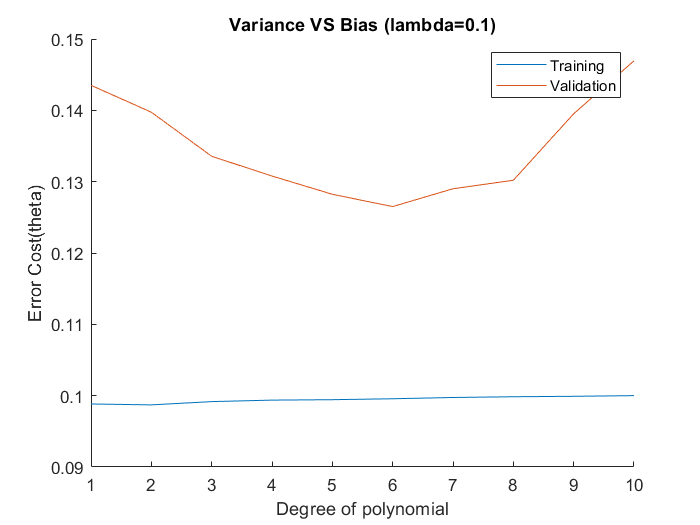 Variance VS Bias (lambda=0.1)
0.15
0.14
0.13
0.12
0.11
0.1
0.09
Error Cost(theta)
Training
Validation
1 2 3 4 5 6 7 8 9 10
Degree of polynomial